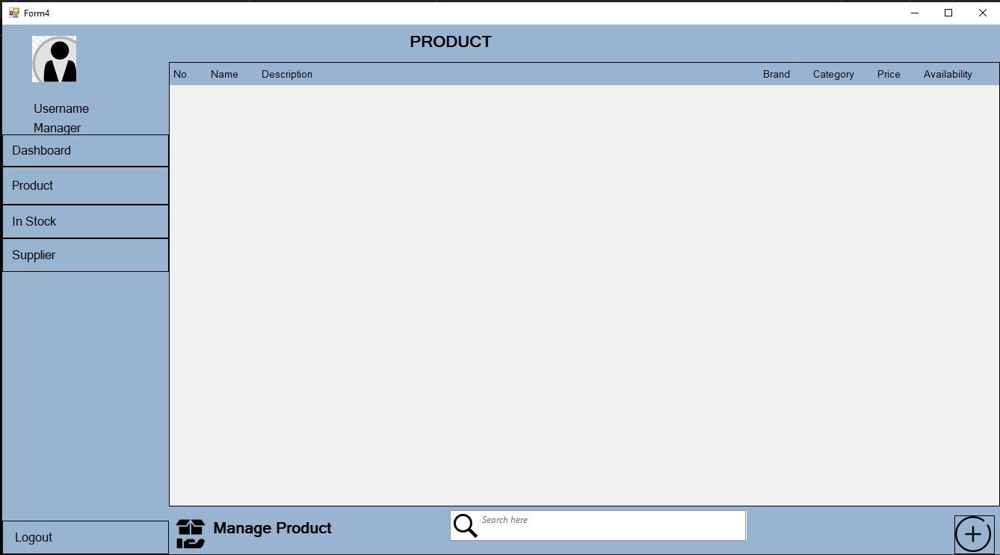 Form4
PRODUCT
Username
Manager
Dashboard
Product
In Stock
Supplier
Logout
No Name Description Brand Category Price Availability
Manage Product
Search here